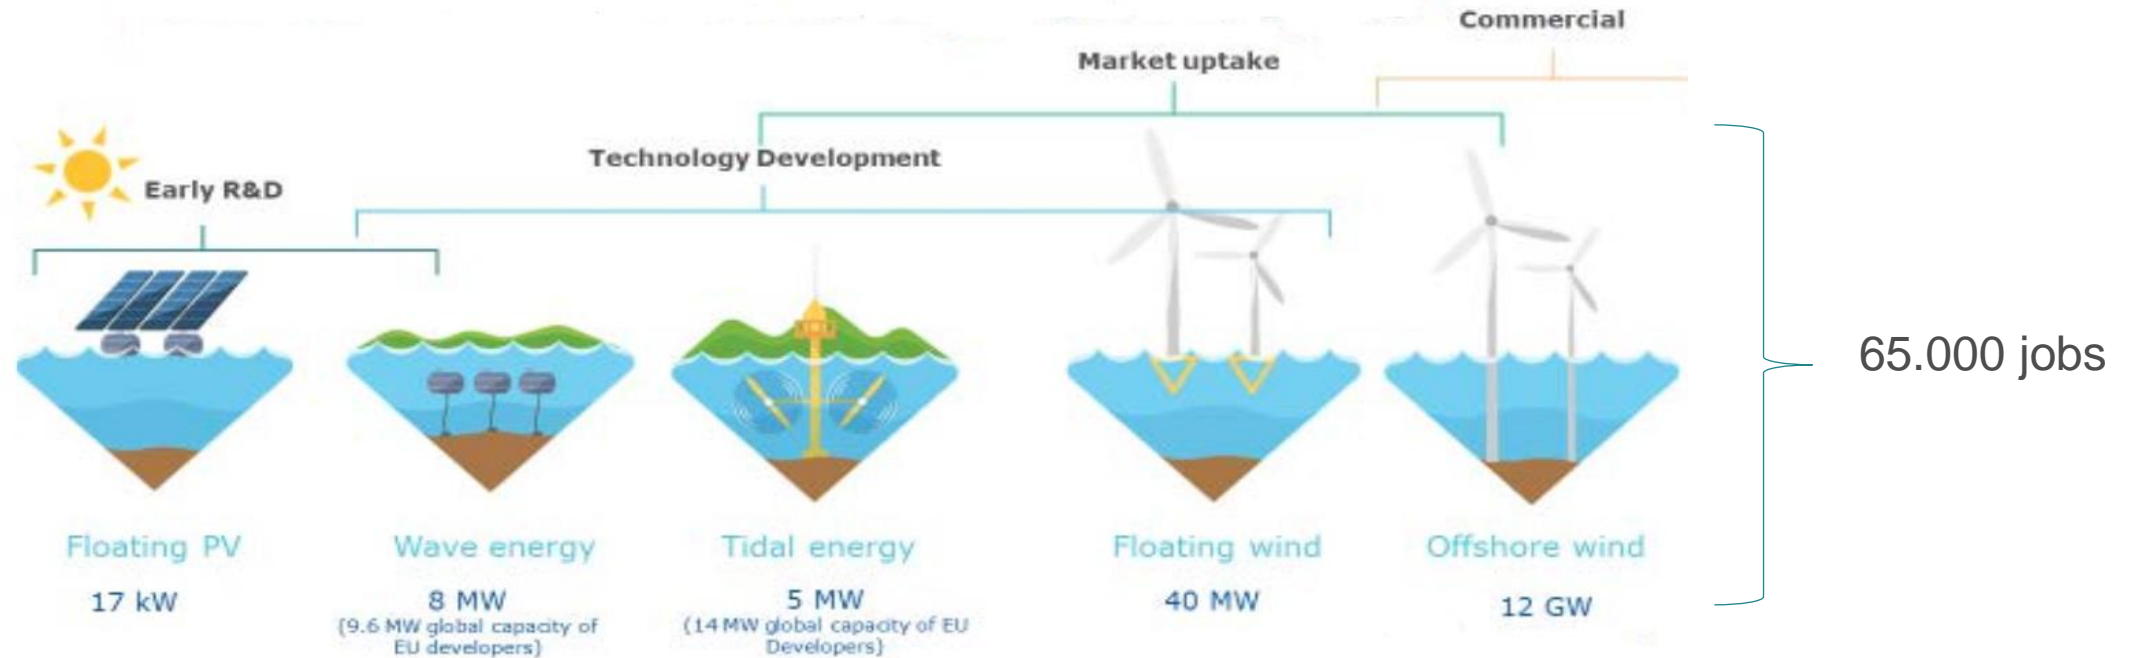 Commercial
Market uptake
Technology Development
Early R&D
65.000 jobs
Floating PV
17 kW
Wave energy
8 MW
(9.6 MW global capacity of
EU developers)
Tidal energy
5 MW
(14 MW global capacity of EU
Developers)
Floating wind
40 MW
Offshore wind
12 GW